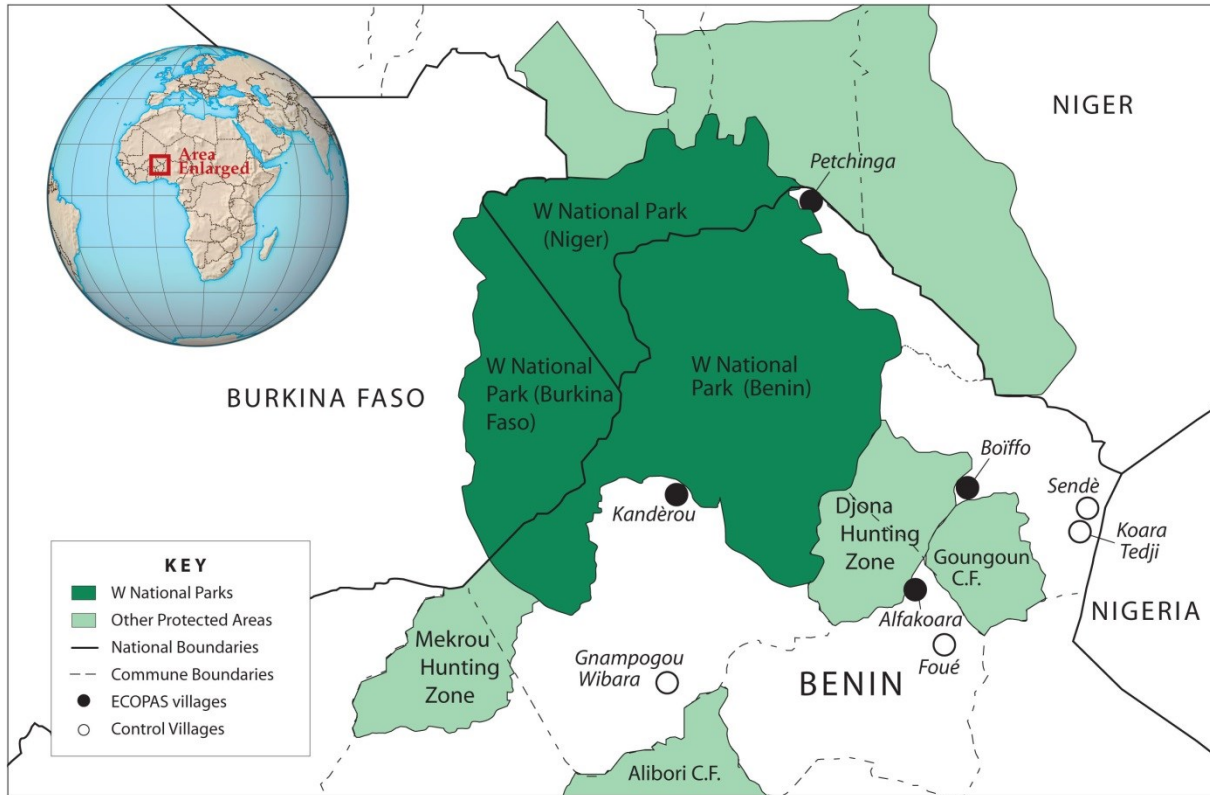 Area
Enlarged
NIGER
Petchinga
W National Park
(Niger)
W National
Park (Burkina
Faso)
W National
Park (Benin)
BURKINA FASO
Boïffo
Sendè
Kandèrou
Djona
Hunting
Zone
Koara
Tedji
Goungoun
C.F.
KEY
W National Parks
Other Protected Areas
National Boundaries
Commune Boundaries
ECOPAS villages
Control Villages
Alfakoara
NIGERIA
Mekrou
Hunting
Zone
Gnampogou
Wibara
Foué
BENIN
Alibori C.F.